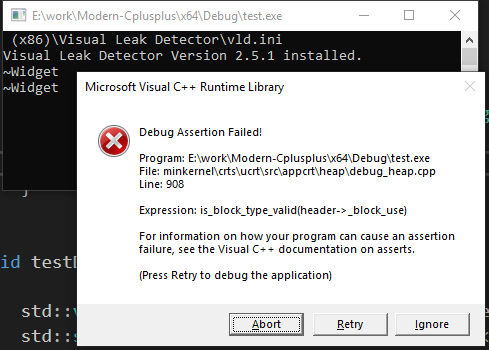 E:\work\Modern-Cplusplus\x64\Debug\test.exe
(x86)\Visual Leak Detector\vld.ini
Visual Leak Detector Version 2.5.1 installed.
~Widget
~Widget
Microsoft Visual C++ Runtime Library
Debug Assertion Failed!
Program: E:\work\Modern-Cplusplus\x64\Debug\test.exe
File: minkernel\crts\ucrt\src\appcrt\heap\debug_heap.cpp
Line: 908
Expression: is_block_type_valid(header->_block_use)
For information on how your program can cause an assertion
failure, see the Visual C++ documentation on asserts.
(Press Retry to debug the application)
Abort Retry Ignore
id
std::
std::